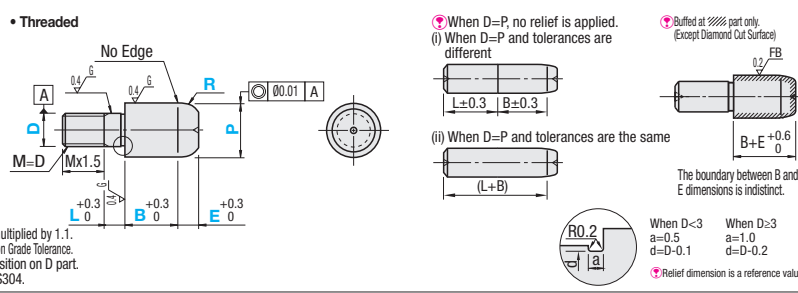 • Threaded
No Edge
0.4 G
0.4 G
R
Ø0.01 A
A
D
P
M=D
Mx1.5
0.4 G
L +0.3 0
B +0.3 0
E +0.3 0
ultiplied by 1.1.
on Grade Tolerance.
sition on D part.
S304.
When D=P, no relief is applied.
(i) When D=P and tolerances are
different
L±0.3
B±0.3
(ii) When D=P and tolerances are the same
(L+B)
Buffed at part only.
(Except Diamond Cut Surface)
0.2 FB
B+E +0.6 0
The boundary between B and
E dimensions is indistinct.
R0.2
d
a
When D<3
a=0.5
d=D-0.1
When D≥3
a=1.0
d=D-0.2
Relief dimension is a reference valu